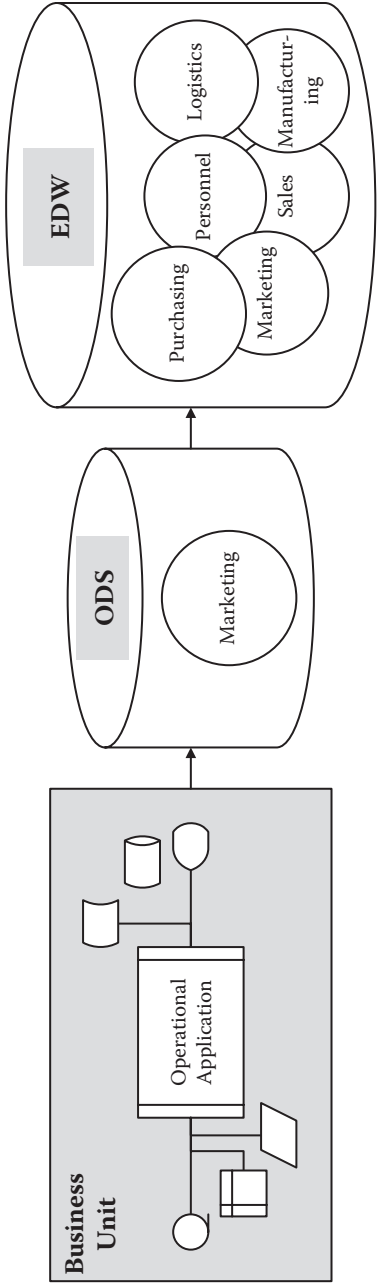 Business
Unit
Operational
Application
ODS
Marketing
EDW
Purchasing
Marketing
Personnel
Sales
Logistics
Manufactur-
ing